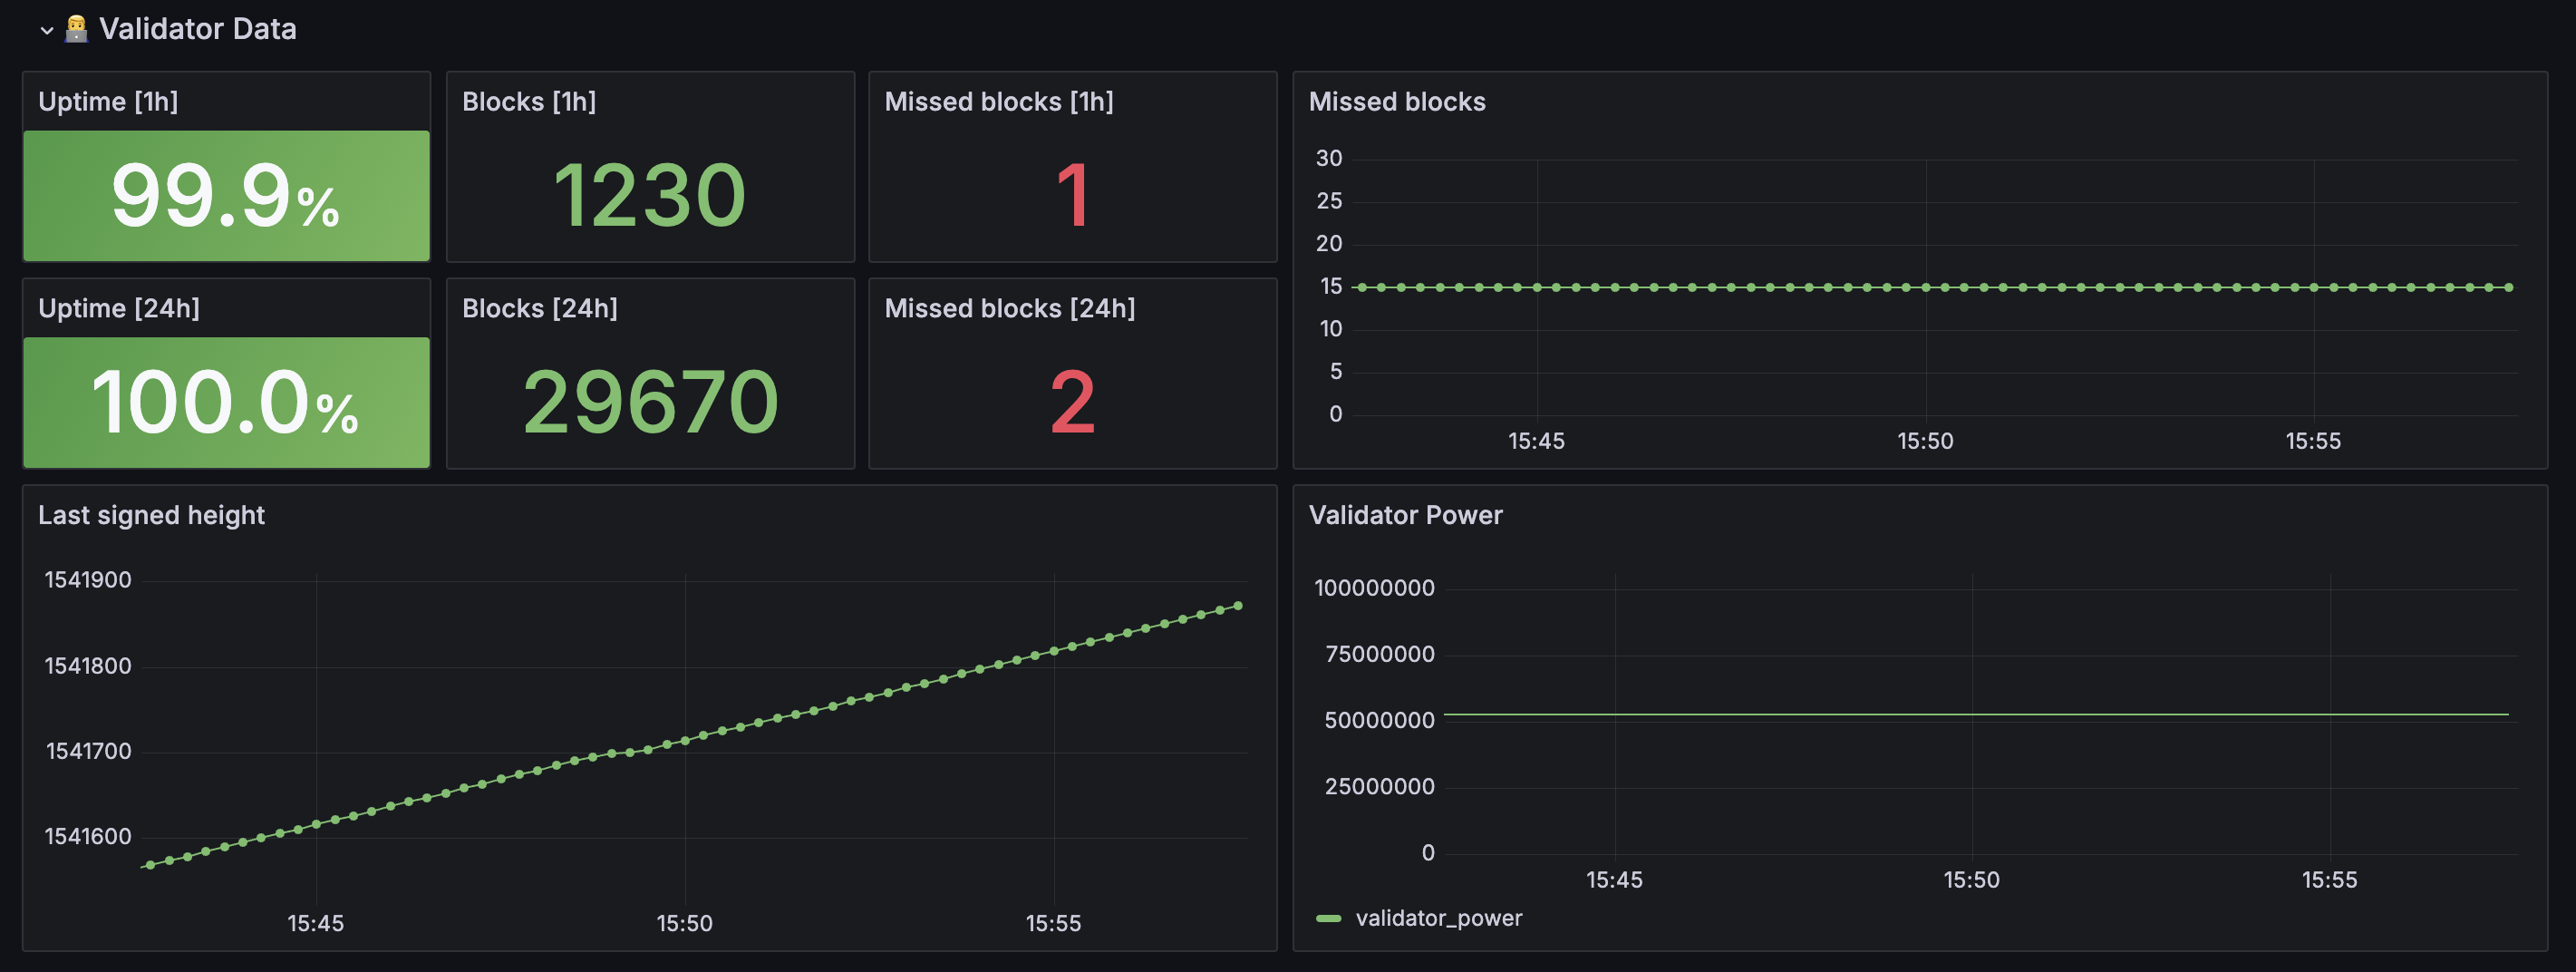 Validator Data
Uptime [1h]
99.9%
Blocks [1h]
1230
Missed blocks [1h]
1
Uptime [24h]
100.0%
Blocks [24h]
29670
Missed blocks [24h]
2
Missed blocks
30
25
20
15
10
5
0
15:45 15:50 15:55
Last signed height
1541900
1541800
1541700
1541600
15:45 15:50 15:55
Validator Power
100000000
75000000
50000000
25000000
0
15:45 15:50 15:55
validator_power